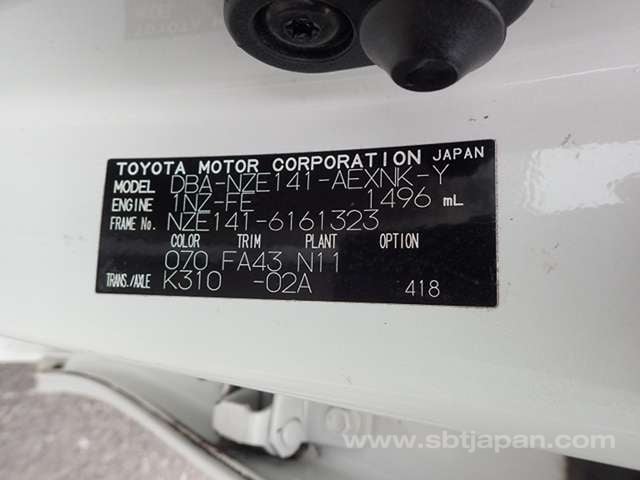 TOYOTA MOTOR CORPORATION JAPAN
MODEL DBA-NZE141-AEXNK-Y
ENGINE 1NZ-FE 1496 mL
FRAME No. NZE141-6161323
COLOR TRIM PLANT OPTION
070 FA43 N11
TRANS./AXLE K310 -02A 418
www.sbtjapan.com